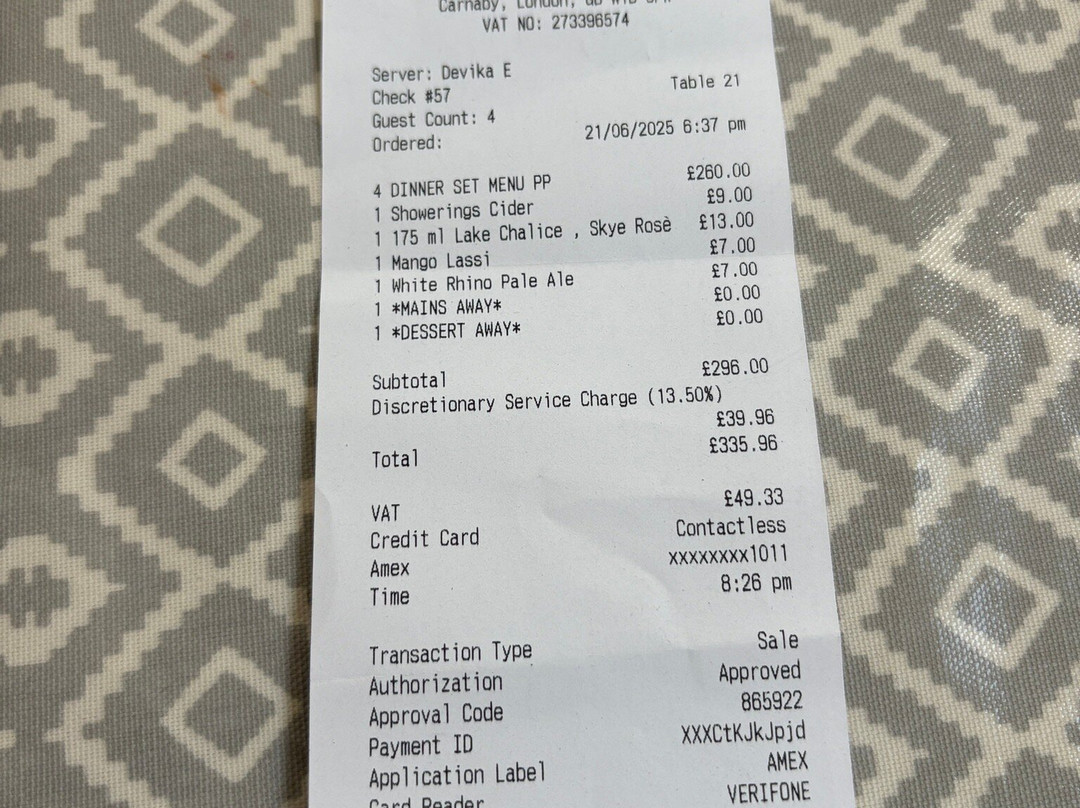 Carnaby, London,
VAT NO: 273396574
Server: Devika E
Check #57 Table 21
Guest Count: 4
Ordered: 21/06/2025 6:37 pm
4 DINNER SET MENU PP £260.00
1 Showerings Cider £9.00
1 175 ml Lake Chalice , Skye Rosè £13.00
1 Mango Lassi £7.00
1 White Rhino Pale Ale £7.00
1 *MAINS AWAY* £0.00
1 *DESSERT AWAY* £0.00
Subtotal £296.00
Discretionary Service Charge (13.50%)
£39.96
Total £335.96
VAT £49.33
Credit Card Contactless
Amex xxxxxxxx1011
Time 8:26 pm
Transaction Type Sale
Authorization Approved
Approval Code 865922
Payment ID XXXCtKJkJpjd
Application Label AMEX
Card Reader VERIFONE